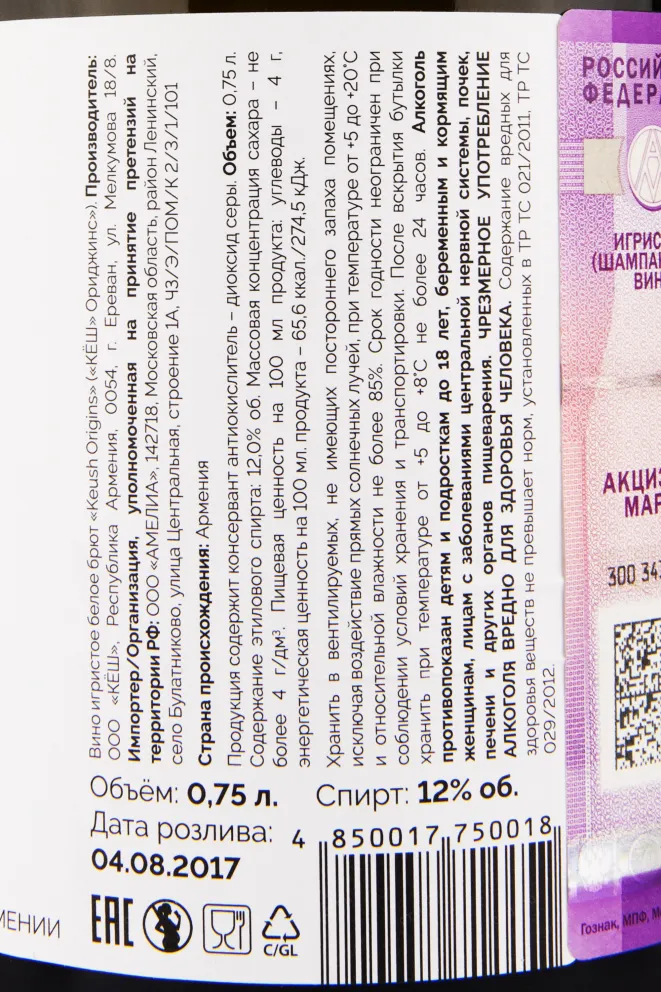 Вино игристое белое брют «Keush Origins» («КЁШ» Ориджинс»). Производитель:
ООО «КЁШ», Республика Армения, 0054, г. Ереван, ул. Мелкумова 18/8.
Импортер/Организация, уполномоченная на принятие претензий на
территории РФ: ООО «АМЕЛИА», 142718, Московская область, район Ленинский,
село Булатниково, улица Центральная, строение 1А, ЧЗ/Э/ПОМ/К 2/3/1/101
Страна происхождения: Армения
Продукция содержит консервант антиокислитель – диоксид серы. Объем: 0,75 л.
Содержание этилового спирта: 12,0% об. Массовая концентрация сахара – не
более 4 г/дм³. Пищевая ценность на 100 мл продукта: углеводы – 4 г,
энергетическая ценность на 100 мл. продукта – 65,6 ккал./274,5 кДж.
Хранить в вентилируемых, не имеющих постороннего запаха помещениях,
исключая воздействие прямых солнечных лучей, при температуре от +5 до +20°С
и относительной влажности не более 85%. Срок годности неограничен при
соблюдении условий хранения и транспортировки. После вскрытия бутылки
хранить при температуре от +5 до +8°С не более 24 часов. Алкоголь
противопоказан детям и подросткам до 18 лет, беременным и кормящим
женщинам, лицам с заболеваниями центральной нервной системы, почек,
печени и других органов пищеварения. ЧРЕЗМЕРНОЕ УПОТРЕБЛЕНИЕ
АЛКОГОЛЯ ВРЕДНО ДЛЯ ЗДОРОВЬЯ ЧЕЛОВЕКА. Содержание вредных для
здоровья веществ не превышает норм, установленных в ТР ТС 021/2011, ТР ТС
029/2012.
Объём: 0,75 л. Спирт: 12% об.
Дата розлива:
04.08.2017
4 850017 750018
EAC
C/GL
МЕНИИ
РОССИЙ
ФЕДЕРА
ИГРИС
(ШАМПАН
ВИН
АКЦИЗ
МАР
300 343
Гознак, МПФ, М